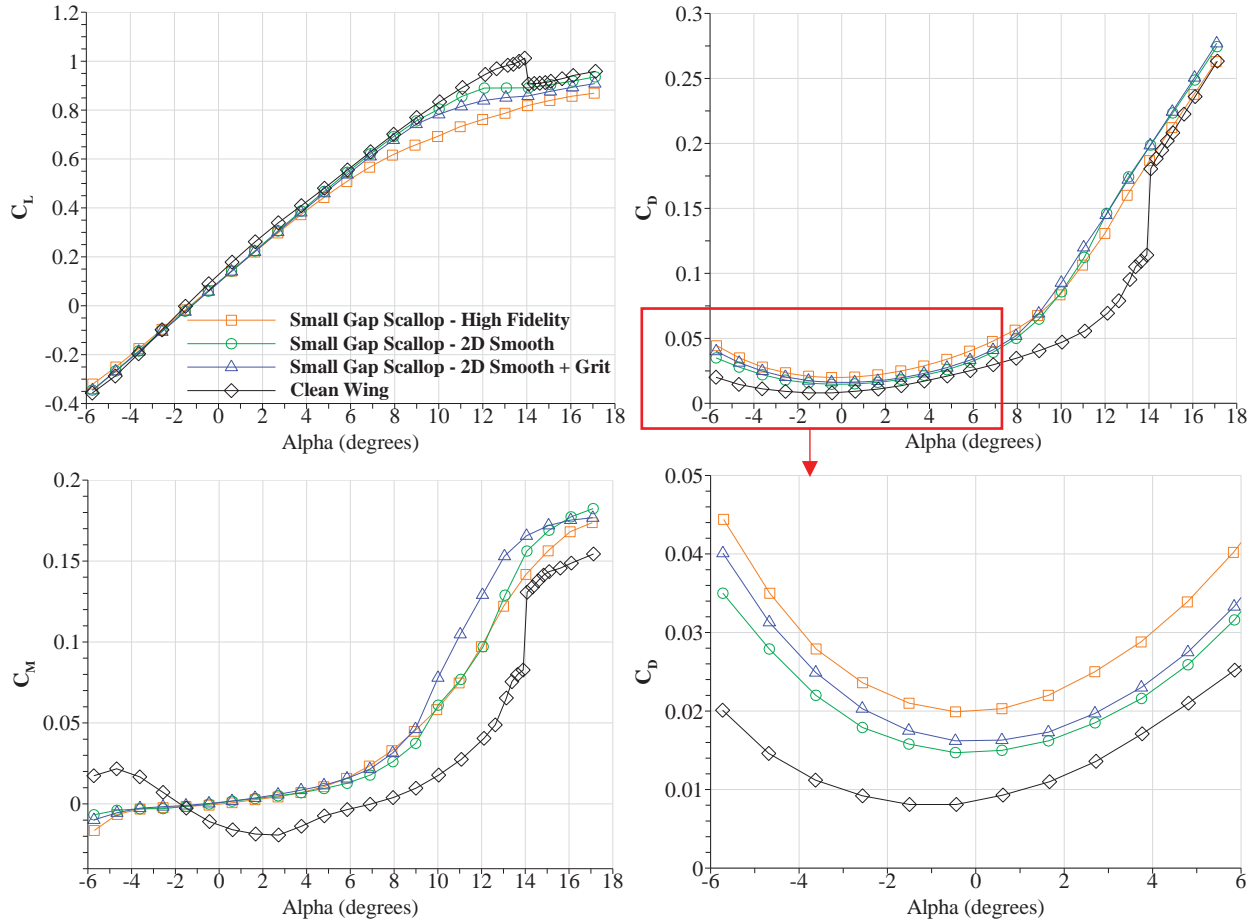 1.2
1
0.8
0.6
0.4
0.2
0
-0.2
-0.4
C_L
-6 -4 -2 0 2 4 6 8 10 12 14 16 18
Alpha (degrees)
Small Gap Scallop - High Fidelity
Small Gap Scallop - 2D Smooth
Small Gap Scallop - 2D Smooth + Grit
Clean Wing
0.3
0.25
0.2
0.15
0.1
0.05
0
C_D
-6 -4 -2 0 2 4 6 8 10 12 14 16 18
Alpha (degrees)
0.2
0.15
0.1
0.05
0
C_M
-6 -4 -2 0 2 4 6 8 10 12 14 16 18
Alpha (degrees)
0.05
0.04
0.03
0.02
0.01
0
C_D
-6 -4 -2 0 2 4 6
Alpha (degrees)